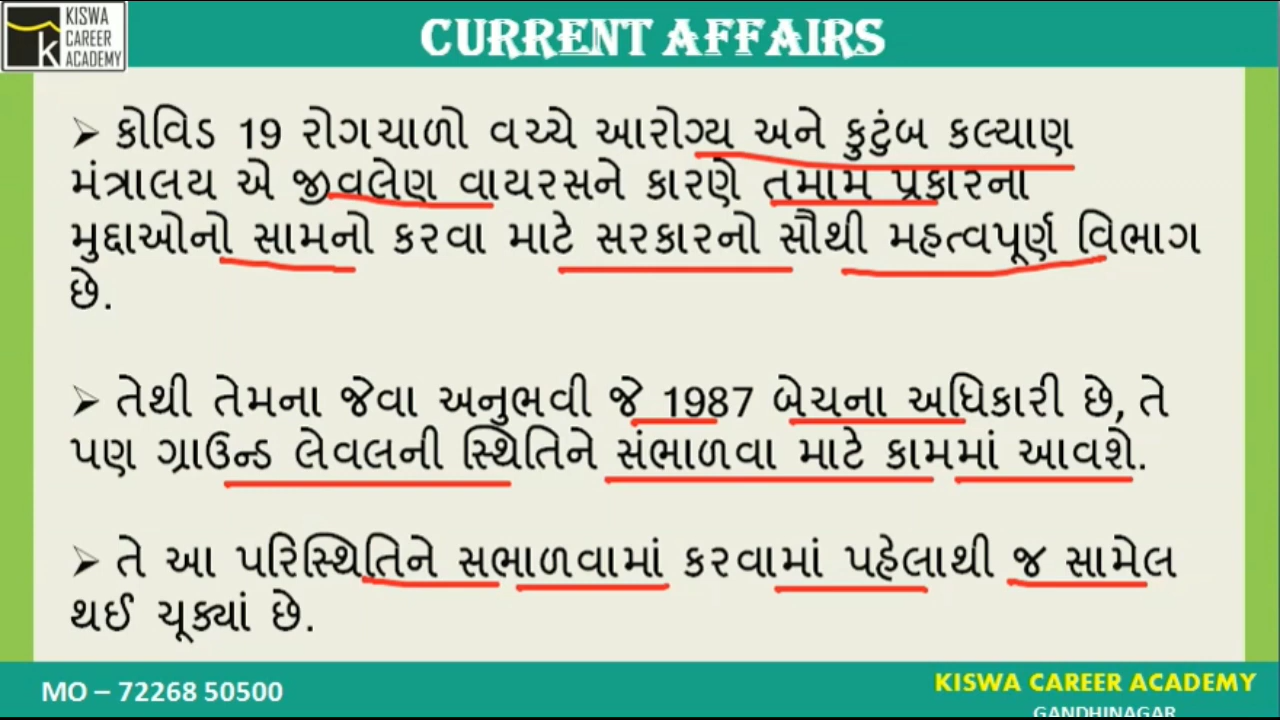 KISWA
CAREER
ACADEMY
CURRENT AFFAIRS
➢ કોવિડ 19 રોગચાળો વચ્ચે આરોગ્ય અને કુટુંબ કલ્યાણ
મંત્રાલય એ જીવલેણ વાયરસને કારણે તમામ પ્રકારના
મુદ્દાઓનો સામનો કરવા માટે સરકારનો સૌથી મહત્વપૂર્ણ વિભાગ
છે.
➢ તેથી તેમના જેવા અનુભવી જે 1987 બેચના અધિકારી છે, તે
પણ ગ્રાઉન્ડ લેવલની સ્થિતિને સંભાળવા માટે કામમાં આવશે.
➢ તે આ પરિસ્થિતિને સભાળવામાં કરવામાં પહેલાથી જ સામેલ
થઈ ચૂક્યાં છે.
MO – 72268 50500
KISWA CAREER ACADEMY
GANDHINAGAR